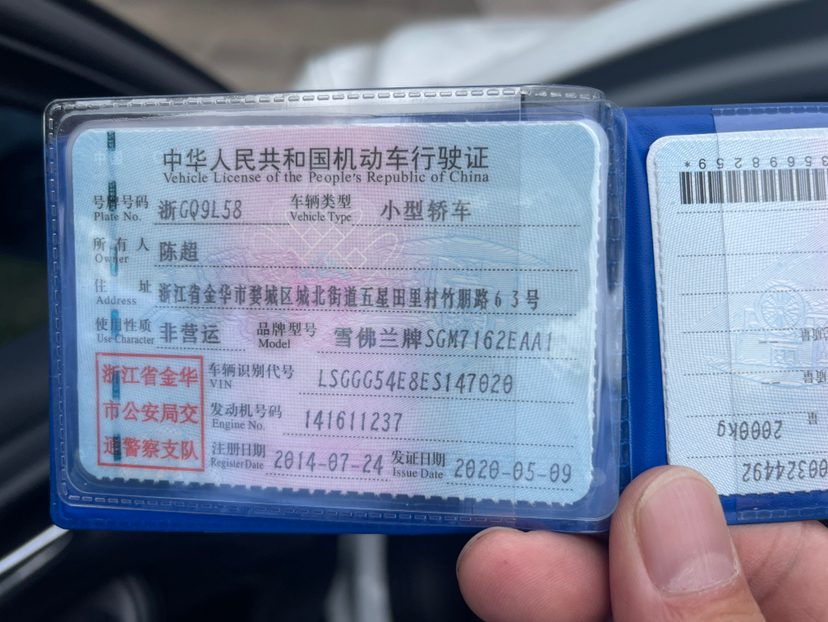 中华人民共和国机动车行驶证
Vehicle License of the People's Republic of China
号牌号码 浙GQ9L58 车辆类型 小型轿车
Plate No. Vehicle Type
所有人 陈超
Owner
住址 浙江省金华市婺城区城北街道五星田里村竹朋路63号
Address
使用性质 非营运 品牌型号 雪佛兰牌SGM7162EAA1
Use Character Model
浙江省金华
市公安局交
通警察支队
车辆识别代号 LSGGG54E8ES147020
VIN
发动机号码 141611237
Engine No.
注册日期 2014-07-24 发证日期 2020-05-09
Register Date Issue Date
2000kg
00324492